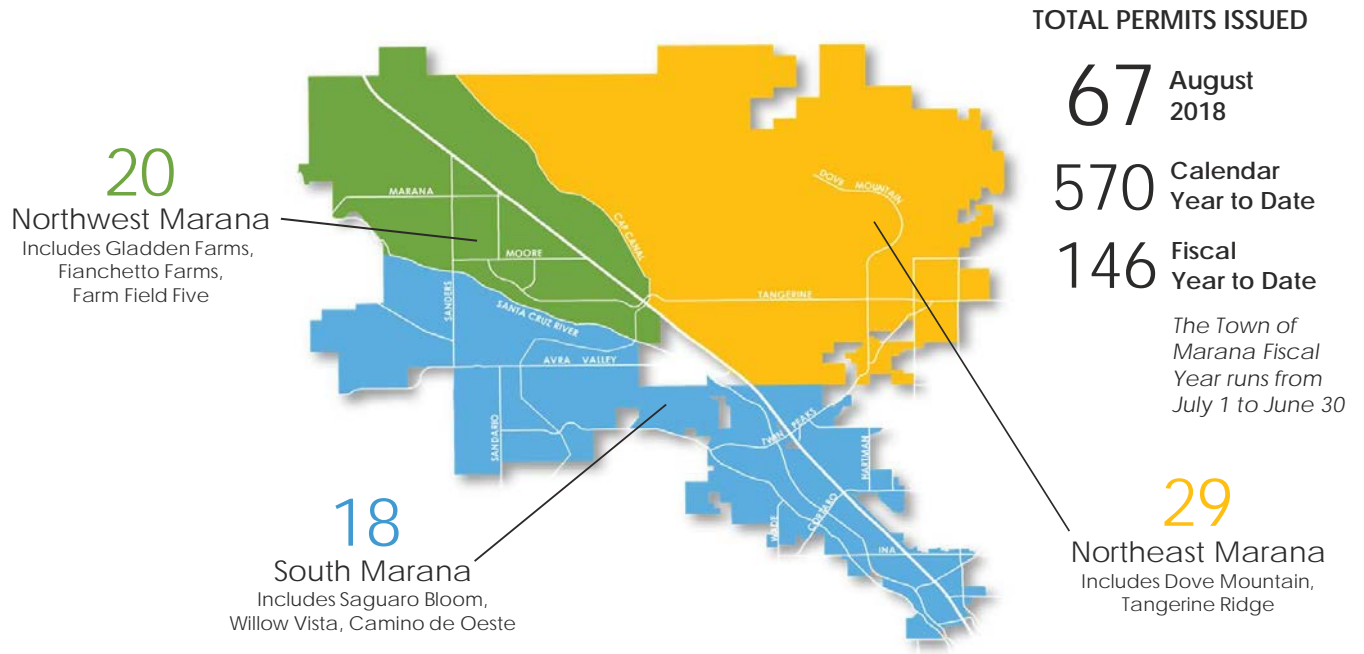 TOTAL PERMITS ISSUED
67 August
2018
570 Calendar
Year to Date
146 Fiscal
Year to Date
The Town of
Marana Fiscal
Year runs from
July 1 to June 30
20
Northwest Marana
Includes Gladden Farms,
Fianchetto Farms,
Farm Field Five
18
South Marana
Includes Saguaro Bloom,
Willow Vista, Camino de Oeste
29
Northeast Marana
Includes Dove Mountain,
Tangerine Ridge
DOVE MOUNTAIN
MARANA
CAP CANAL
MOORE
SANDERS
TANGERINE
SANTA CRUZ RIVER
AVRA VALLEY
SANDARIO
TWIN PEAKS
HARTMAN
WADE
CORTARO
INA